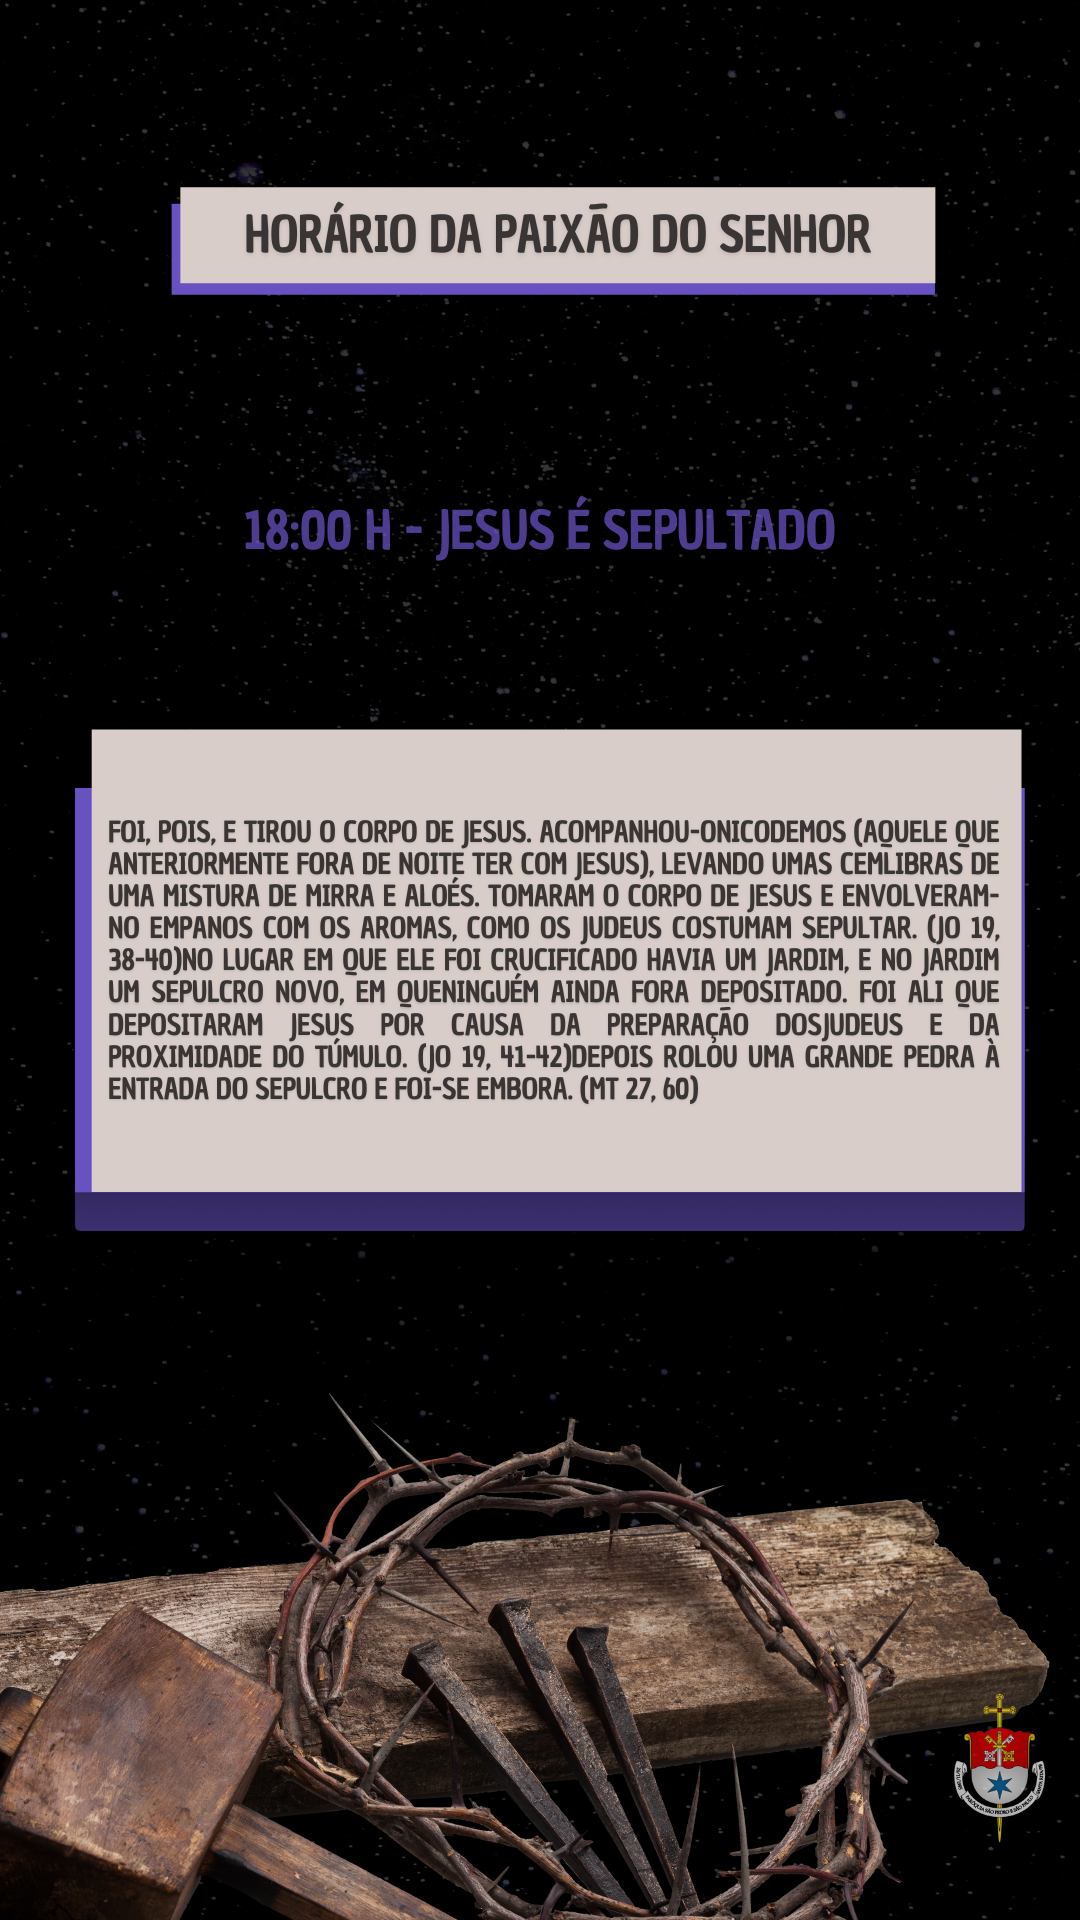 HORÁRIO DA PAIXÃO DO SENHOR
18:00 H - JESUS É SEPULTADO
FOI, POIS, E TIROU O CORPO DE JESUS. ACOMPANHOU-ONICODEMOS (AQUELE QUE
ANTERIORMENTE FORA DE NOITE TER COM JESUS), LEVANDO UMAS CEMLIBRAS DE
UMA MISTURA DE MIRRA E ALOÉS. TOMARAM O CORPO DE JESUS E ENVOLVERAM-
NO EMPANOS COM OS AROMAS, COMO OS JUDEUS COSTUMAM SEPULTAR. (JO 19,
38-40)NO LUGAR EM QUE ELE FOI CRUCIFICADO HAVIA UM JARDIM, E NO JARDIM
UM SEPULCRO NOVO, EM QUENINGUÉM AINDA FORA DEPOSITADO. FOI ALI QUE
DEPOSITARAM JESUS POR CAUSA DA PREPARAÇÃO DOSJUDEUS E DA
PROXIMIDADE DO TÚMULO. (JO 19, 41-42)DEPOIS ROLOU UMA GRANDE PEDRA À
ENTRADA DO SEPULCRO E FOI-SE EMBORA. (MT 27, 60)
PARÓQUIA SÃO PEDRO E SÃO PAULO